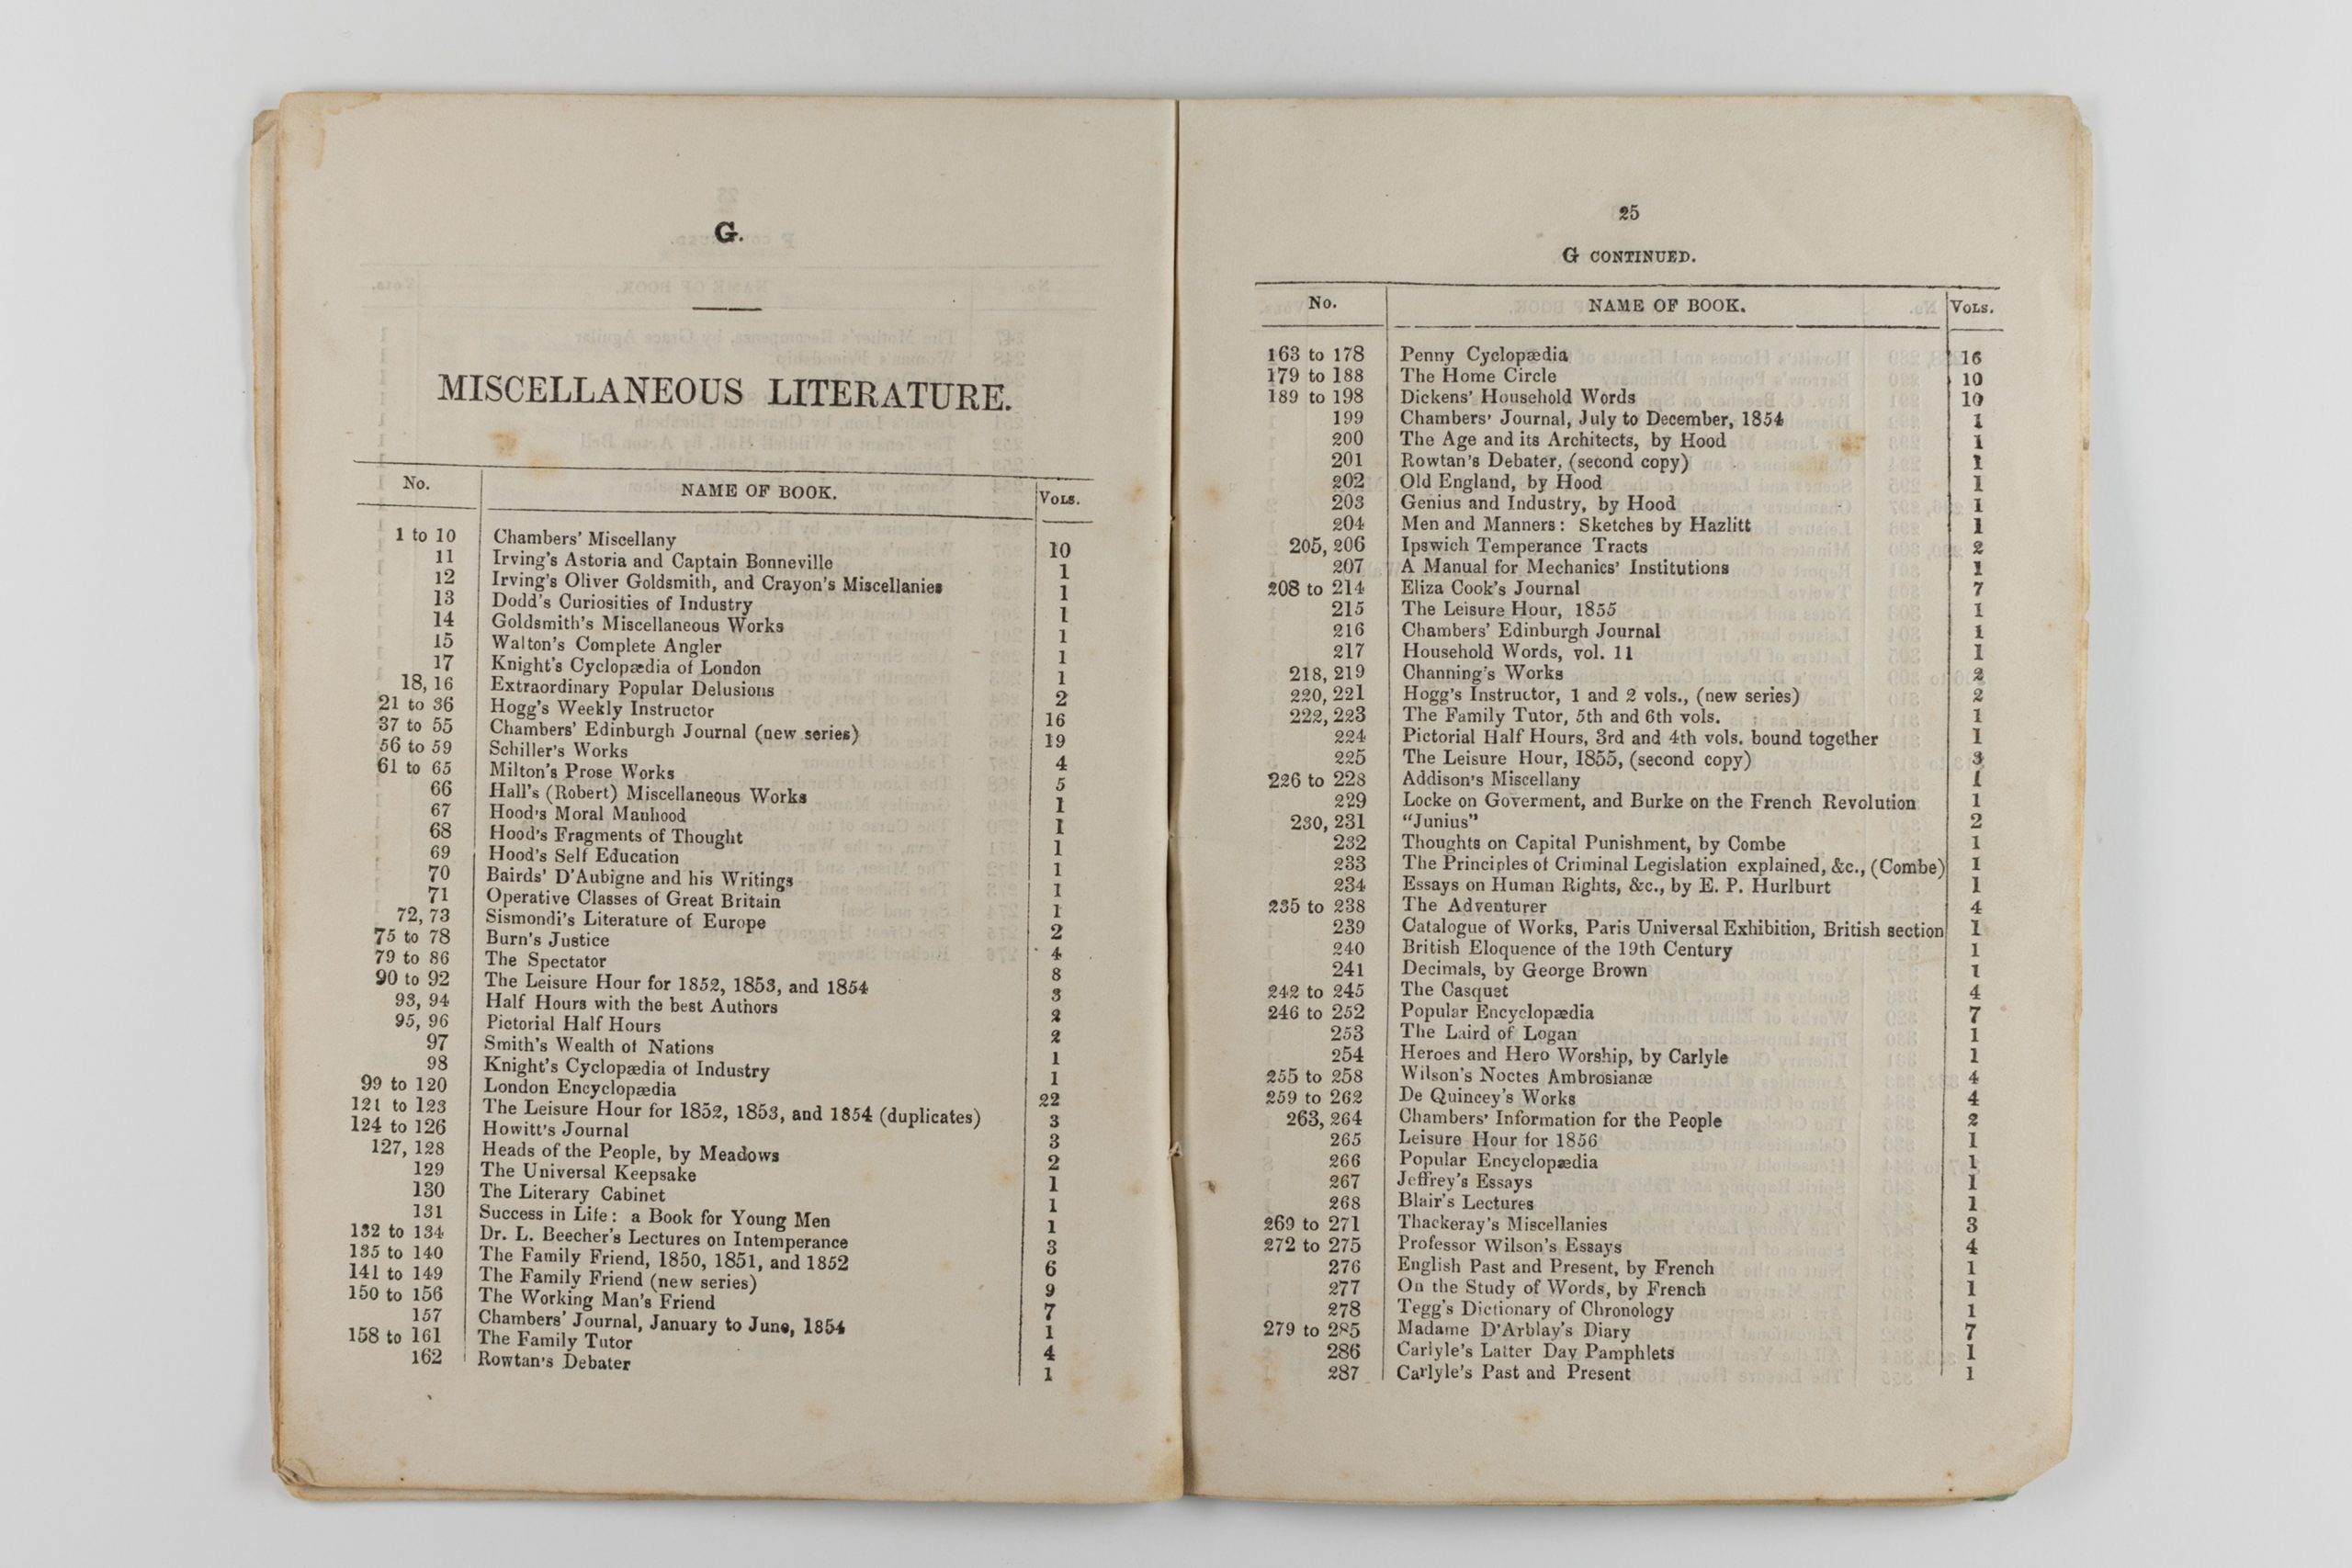 G.
MISCELLANEOUS LITERATURE.
No. NAME OF BOOK. VOLS.
1 to 10 Chambers' Miscellany 10
11 Irving's Astoria and Captain Bonneville 1
12 Irving's Oliver Goldsmith, and Crayon's Miscellanies 1
13 Dodd's Curiosities of Industry 1
14 Goldsmith's Miscellaneous Works 1
15 Walton's Complete Angler 1
17 Knight's Cyclopædia of London 1
18, 16 Extraordinary Popular Delusions 2
21 to 36 Hogg's Weekly Instructor 16
37 to 55 Chambers' Edinburgh Journal (new series) 19
56 to 59 Schiller's Works 4
61 to 65 Milton's Prose Works 5
66 Hall's (Robert) Miscellaneous Works 1
67 Hood's Moral Manhood 1
68 Hood's Fragments of Thought 1
69 Hood's Self Education 1
70 Bairds' D'Aubigne and his Writings 1
71 Operative Classes of Great Britain 1
72, 73 Sismondi's Literature of Europe 2
75 to 78 Burn's Justice 4
79 to 86 The Spectator 8
90 to 92 The Leisure Hour for 1852, 1853, and 1854 3
93, 94 Half Hours with the best Authors 2
95, 96 Pictorial Half Hours 2
97 Smith's Wealth of Nations 1
98 Knight's Cyclopædia of Industry 1
99 to 120 London Encyclopædia 22
121 to 123 The Leisure Hour for 1852, 1853, and 1854 (duplicates) 3
124 to 126 Howitt's Journal 3
127, 128 Heads of the People, by Meadows 2
129 The Universal Keepsake 1
130 The Literary Cabinet 1
131 Success in Life: a Book for Young Men 1
132 to 134 Dr. L. Beecher's Lectures on Intemperance 3
135 to 140 The Family Friend, 1850, 1851, and 1852 6
141 to 149 The Family Friend (new series) 9
150 to 156 The Working Man's Friend 7
157 Chambers' Journal, January to June, 1854 1
158 to 161 The Family Tutor 4
162 Rowtan's Debater 1
25
G CONTINUED.
No. NAME OF BOOK. VOLS.
163 to 178 Penny Cyclopædia 16
179 to 188 The Home Circle 10
189 to 198 Dickens' Household Words 10
199 Chambers' Journal, July to December, 1854 1
200 The Age and its Architects, by Hood 1
201 Rowtan's Debater, (second copy) 1
202 Old England, by Hood 1
203 Genius and Industry, by Hood 1
204 Men and Manners: Sketches by Hazlitt 1
205, 206 Ipswich Temperance Tracts 2
207 A Manual for Mechanics' Institutions 1
208 to 214 Eliza Cook's Journal 7
215 The Leisure Hour, 1855 1
216 Chambers' Edinburgh Journal 1
217 Household Words, vol. 11 1
218, 219 Channing's Works 2
220, 221 Hogg's Instructor, 1 and 2 vols., (new series) 2
222, 223 The Family Tutor, 5th and 6th vols. 1
224 Pictorial Half Hours, 3rd and 4th vols. bound together 1
225 The Leisure Hour, 1855, (second copy) 3
226 to 228 Addison's Miscellany 1
229 Locke on Goverment, and Burke on the French Revolution 1
230, 231 "Junius" 2
232 Thoughts on Capital Punishment, by Combe 1
233 The Principles of Criminal Legislation explained, &c., (Combe) 1
234 Essays on Human Rights, &c., by E. P. Hurlburt 1
235 to 238 The Adventurer 4
239 Catalogue of Works, Paris Universal Exhibition, British section 1
240 British Eloquence of the 19th Century 1
241 Decimals, by George Brown 1
242 to 245 The Casquet 4
246 to 252 Popular Encyclopædia 7
253 The Laird of Logan 1
254 Heroes and Hero Worship, by Carlyle 1
255 to 258 Wilson's Noctes Ambrosianæ 4
259 to 262 De Quincey's Works 4
263, 264 Chambers' Information for the People 2
265 Leisure Hour for 1856 1
266 Popular Encyclopædia 1
267 Jeffrey's Essays 1
268 Blair's Lectures 1
269 to 271 Thackeray's Miscellanies 3
272 to 275 Professor Wilson's Essays 4
276 English Past and Present, by French 1
277 On the Study of Words, by French 1
278 Tegg's Dictionary of Chronology 1
279 to 285 Madame D'Arblay's Diary 7
286 Carlyle's Latter Day Pamphlets 1
287 Carlyle's Past and Present 1